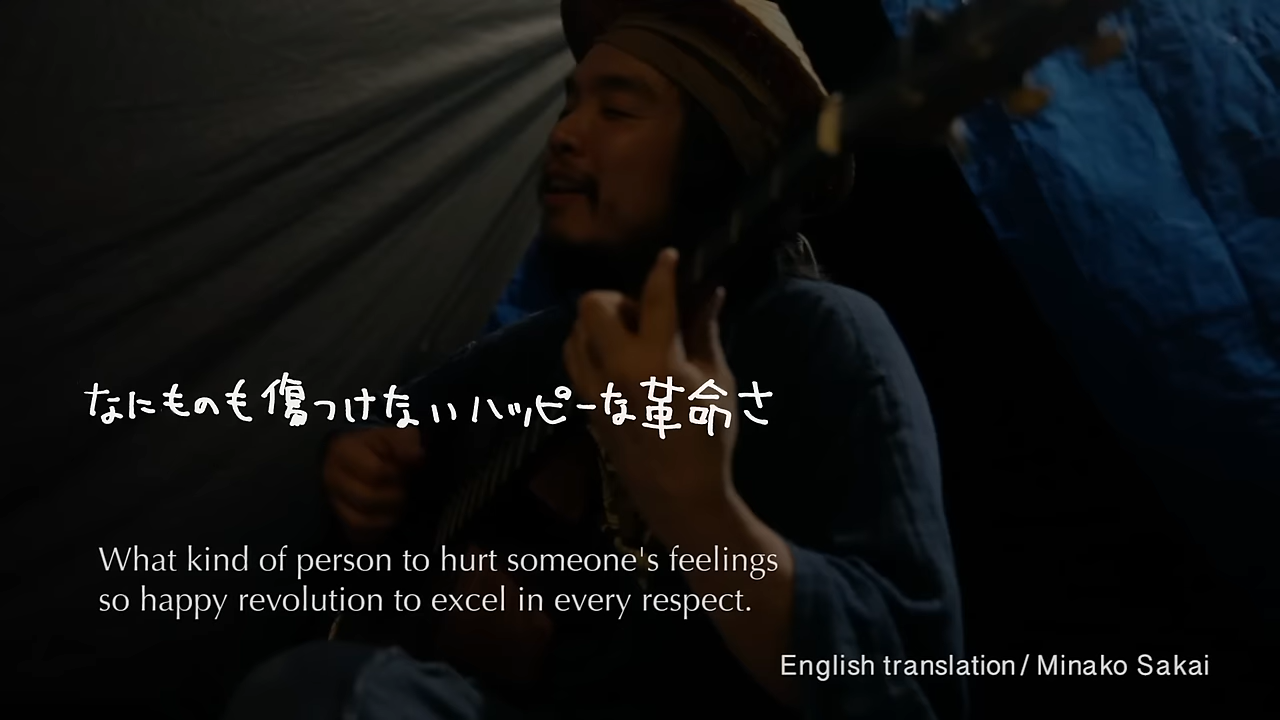 なにものも傷つけないハッピーな革命さ
What kind of person to hurt someone's feelings
so happy revolution to excel in every respect.
English translation/ Minako Sakai